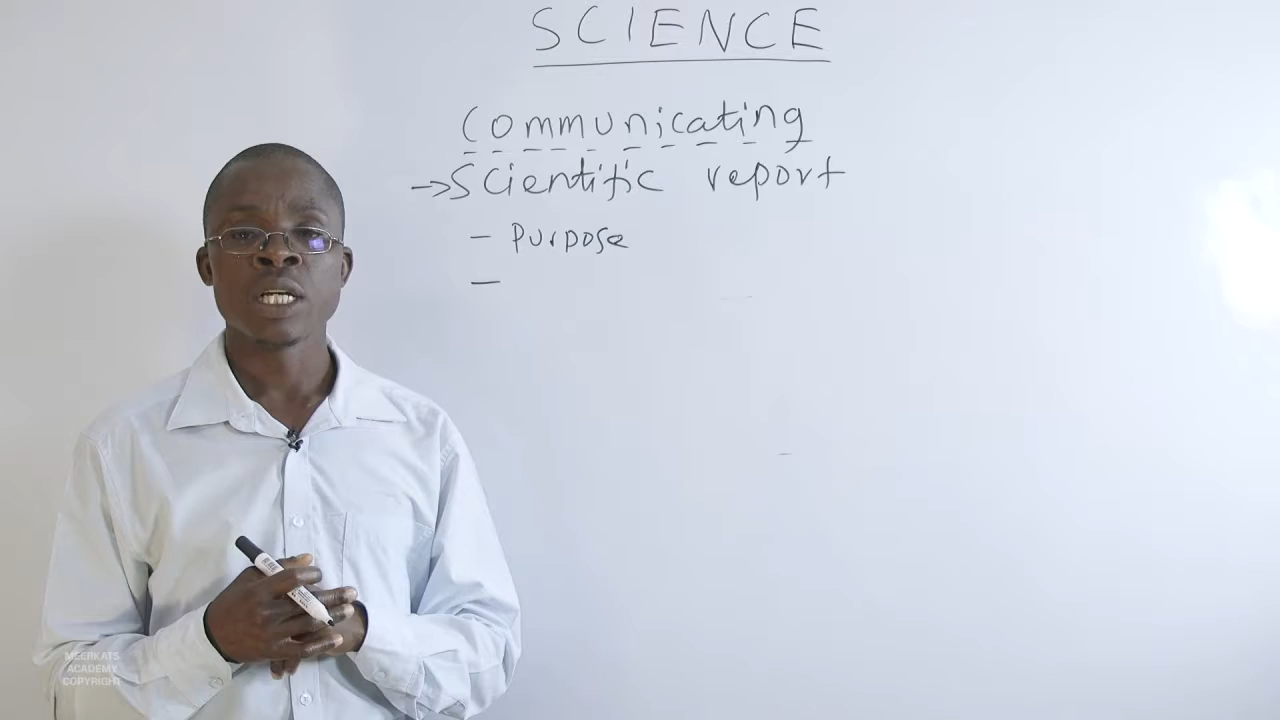 SCIENCE
Communicating
→Scientific report
- Purpose
-
MEERKATS
ACADEMY
COPYRIGHT